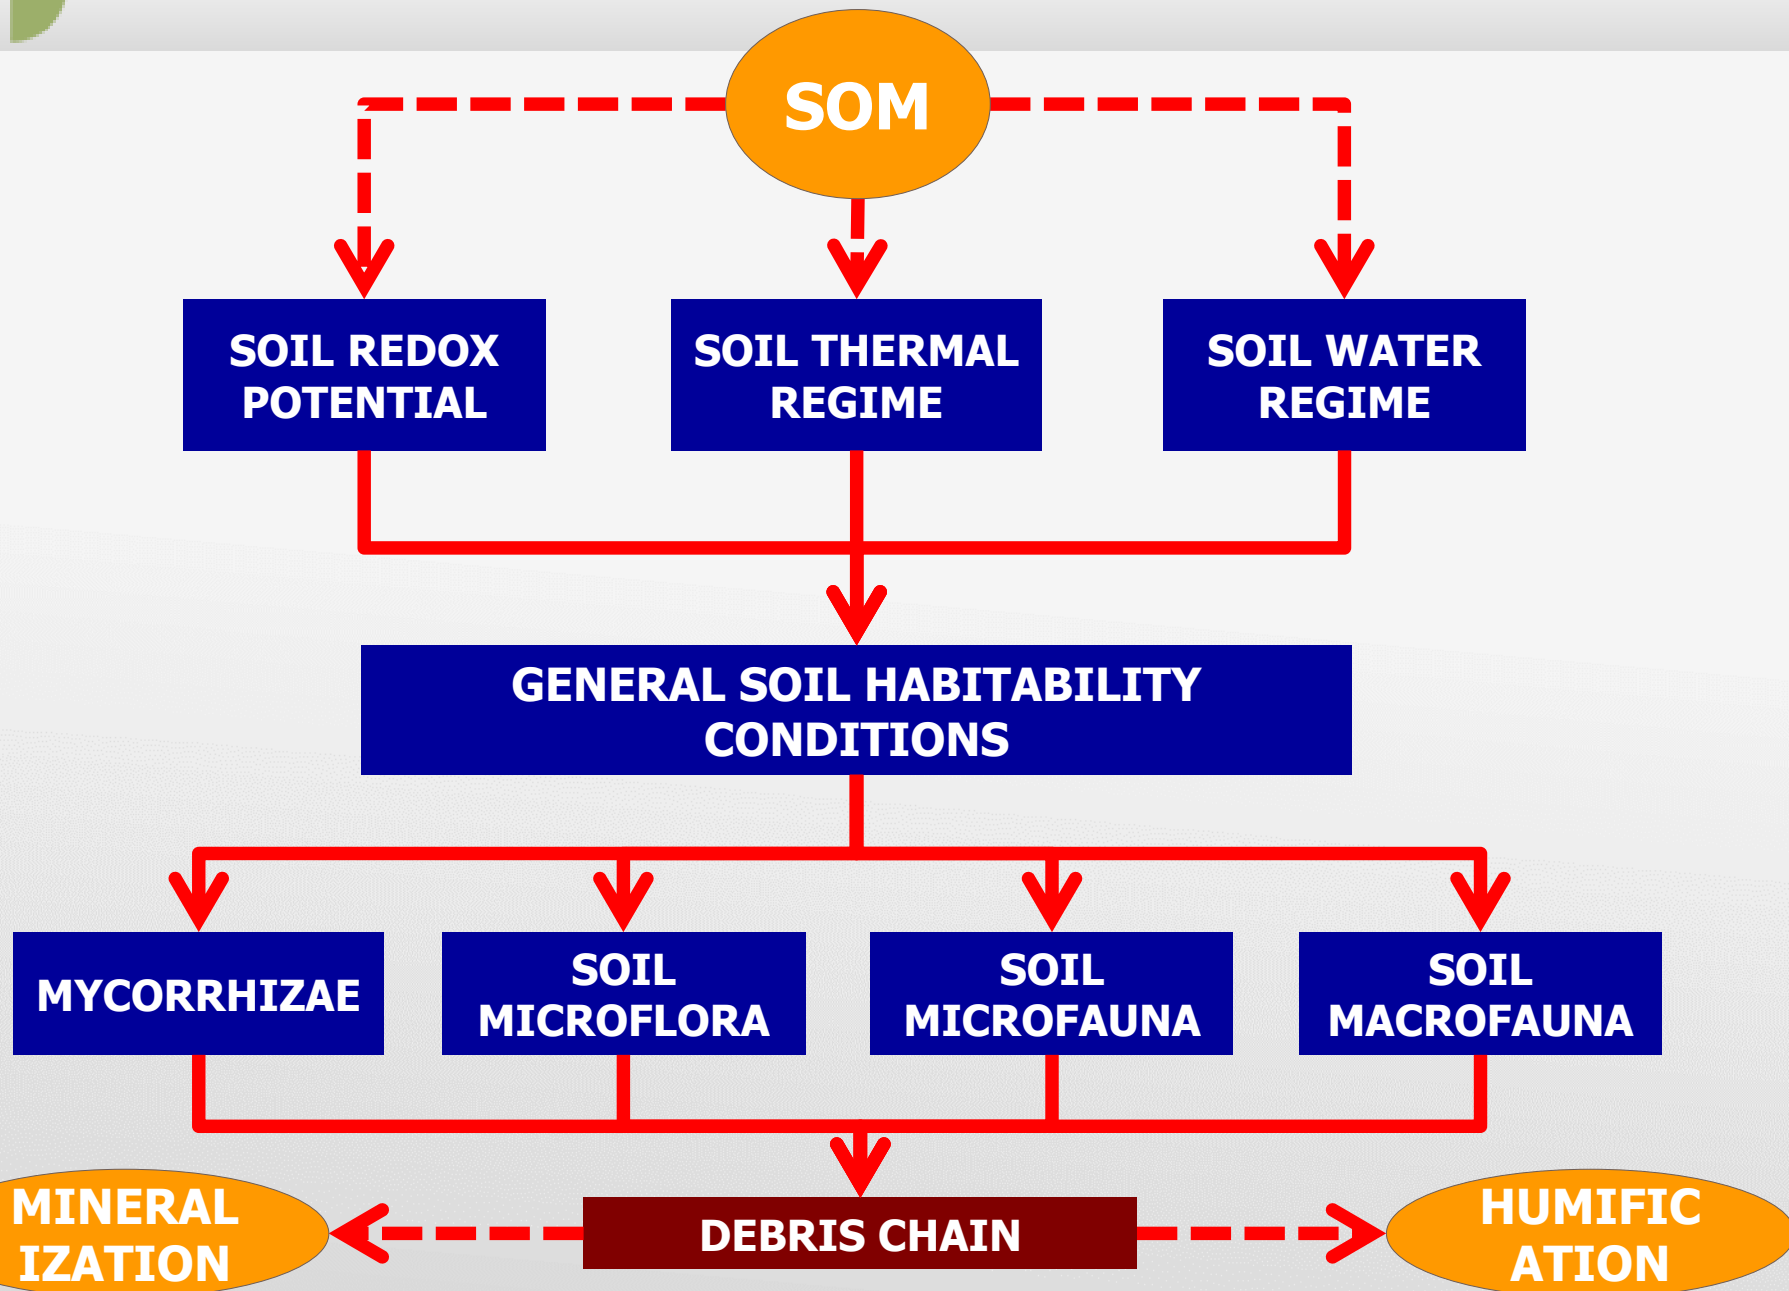 SOM
SOIL REDOX
POTENTIAL
SOIL THERMAL
REGIME
SOIL WATER
REGIME
GENERAL SOIL HABITABILITY
CONDITIONS
MYCORRHIZAE
SOIL
MICROFLORA
SOIL
MICROFAUNA
SOIL
MACROFAUNA
MINERAL
IZATION
DEBRIS CHAIN
HUMIFIC
ATION